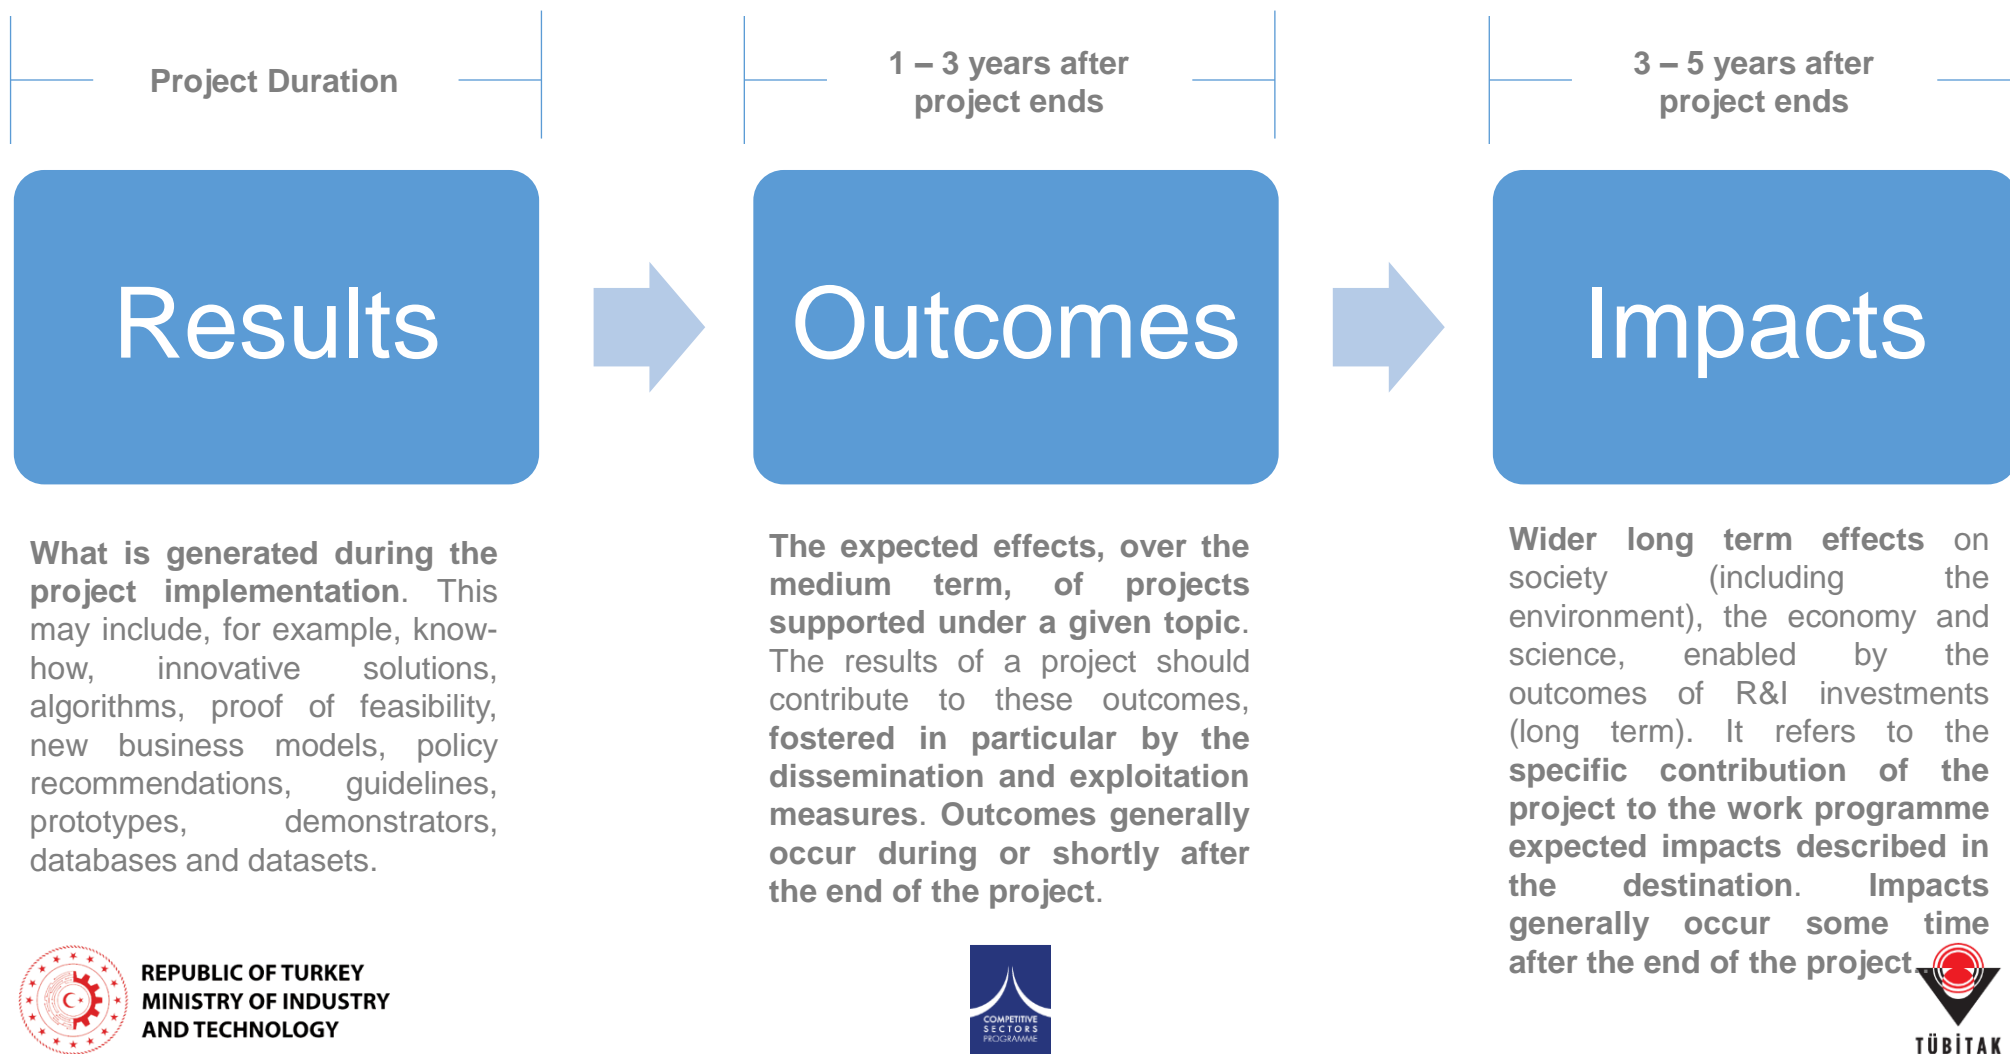 Project Duration
1 – 3 years after
project ends
3 – 5 years after
project ends
Results
Outcomes
Impacts
What is generated during the
project implementation. This
may include, for example, know-
how, innovative solutions,
algorithms, proof of feasibility,
new business models, policy
recommendations, guidelines,
prototypes, demonstrators,
databases and datasets.
The expected effects, over the
medium term, of projects
supported under a given topic.
The results of a project should
contribute to these outcomes,
fostered in particular by the
dissemination and exploitation
measures. Outcomes generally
occur during or shortly after
the end of the project.
Wider long term effects on
society (including the
environment), the economy and
science, enabled by the
outcomes of R&I investments
(long term). It refers to the
specific contribution of the
project to the work programme
expected impacts described in
the destination. Impacts
generally occur some time
after the end of the project.
REPUBLIC OF TURKEY
MINISTRY OF INDUSTRY
AND TECHNOLOGY
COMPETITIVE
SECTORS
PROGRAMME
TÜBİTAK